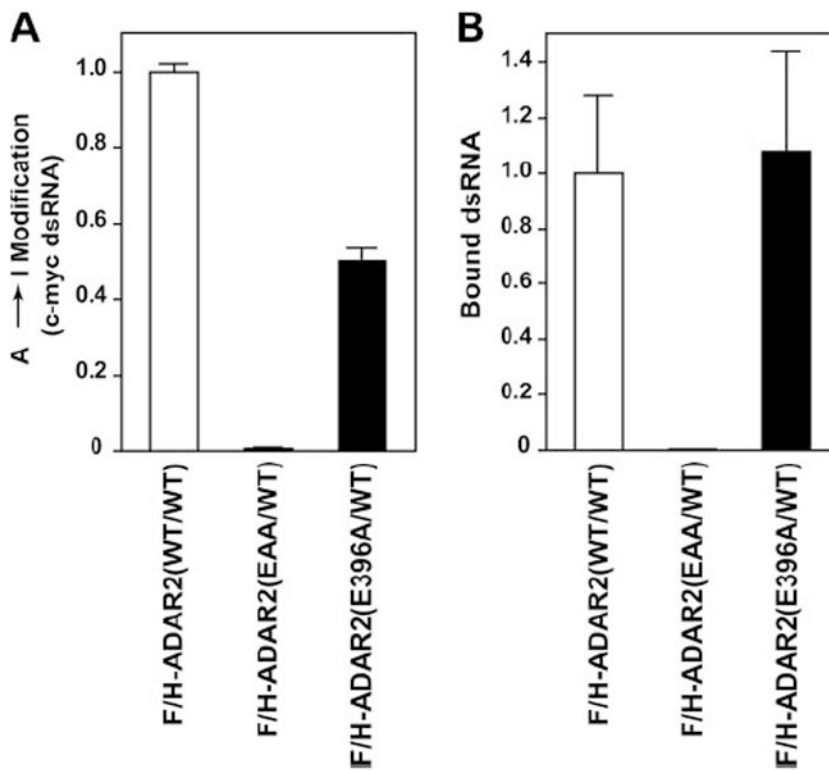 A
A → I Modification
(c-myc dsRNA)
1.0
0.8
0.6
0.4
0.2
0
F/H-ADAR2(WT/WT)
F/H-ADAR2(EAA/WT)
F/H-ADAR2(E396A/WT)
B
Bound dsRNA
1.4
1.2
1.0
0.8
0.6
0.4
0.2
0
F/H-ADAR2(WT/WT)
F/H-ADAR2(EAA/WT)
F/H-ADAR2(E396A/WT)